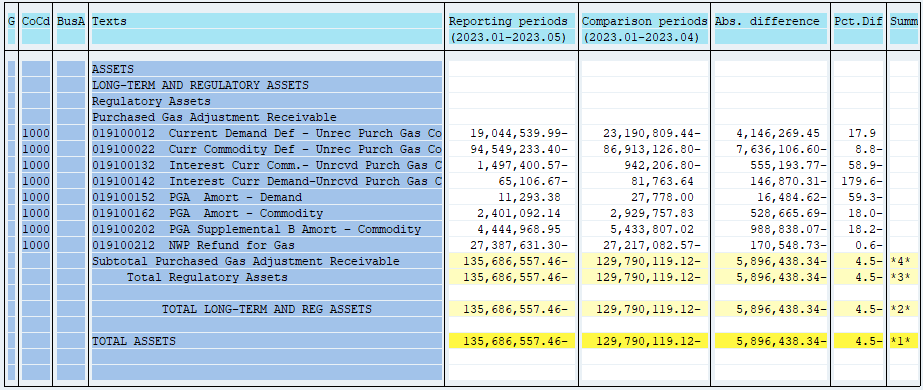 G CoCd BusA Texts Reporting periods Comparison periods Abs. difference Pct.Dif Summ
(2023.01-2023.05) (2023.01-2023.04)
ASSETS
LONG-TERM AND REGULATORY ASSETS
Regulatory Assets
Purchased Gas Adjustment Receivable
1000 019100012 Current Demand Def - Unrec Purch Gas Co 19,044,539.99- 23,190,809.44- 4,146,269.45 17.9
1000 019100022 Curr Commodity Def - Unrec Purch Gas Co 94,549,233.40- 86,913,126.80- 7,636,106.60- 8.8-
1000 019100132 Interest Curr Comm.- Unrcvd Purch Gas C 1,497,400.57- 942,206.80- 555,193.77- 58.9-
1000 019100142 Interest Curr Demand-Unrcvd Purch Gas C 65,106.67- 81,763.64 146,870.31- 179.6-
1000 019100152 PGA Amort - Demand 11,293.38 27,778.00 16,484.62- 59.3-
1000 019100162 PGA Amort - Commodity 2,401,092.14 2,929,757.83 528,665.69- 18.0-
1000 019100202 PGA Supplemental B Amort - Commodity 4,444,968.95 5,433,807.02 988,838.07- 18.2-
1000 019100212 NWP Refund for Gas 27,387,631.30- 27,217,082.57- 170,548.73- 0.6-
Subtotal Purchased Gas Adjustment Receivable 135,686,557.46- 129,790,119.12- 5,896,438.34- 4.5- *4*
Total Regulatory Assets 135,686,557.46- 129,790,119.12- 5,896,438.34- 4.5- *3*
TOTAL LONG-TERM AND REG ASSETS 135,686,557.46- 129,790,119.12- 5,896,438.34- 4.5- *2*
TOTAL ASSETS 135,686,557.46- 129,790,119.12- 5,896,438.34- 4.5- *1*